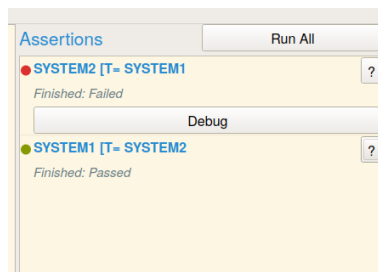 Assertions
Run All
SYSTEM2 [T= SYSTEM1
?
Finished: Failed
Debug
SYSTEM1 [T= SYSTEM2
?
Finished: Passed